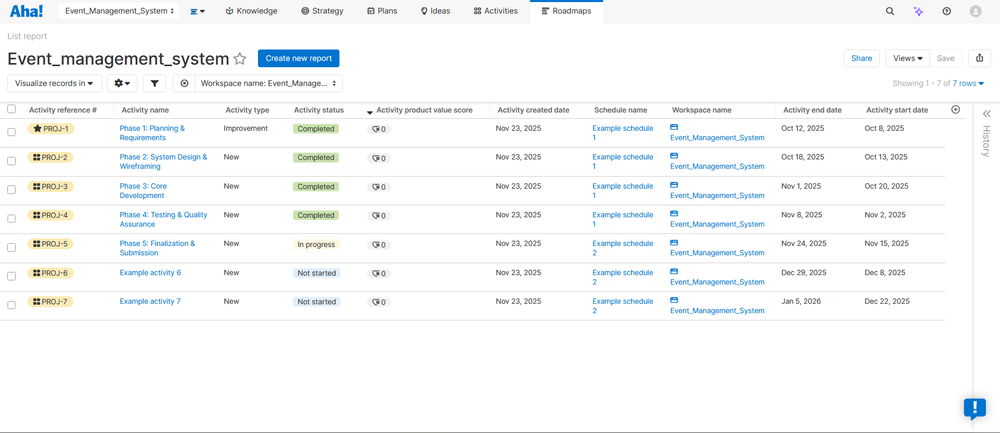 Aha!
Event_Management_System
Knowledge
Strategy
Plans
Ideas
Activities
Roadmaps
List report
Event_management_system
Create new report
Share
Views
Save
Visualize records in
Workspace name: Event_Manage...
Showing 1 - 7 of 7 rows
Activity reference # Activity name Activity type Activity status Activity product value score Activity created date Schedule name Workspace name Activity end date Activity start date
PROJ-1 Phase 1: Planning & Improvement Completed 0 Nov 23, 2025 Example schedule Oct 12, 2025 Oct 8, 2025
Requirements 1 Event_Management_System
PROJ-2 Phase 2: System Design & New Completed 0 Nov 23, 2025 Example schedule Oct 18, 2025 Oct 13, 2025
Wireframing 1 Event_Management_System
PROJ-3 Phase 3: Core New Completed 0 Nov 23, 2025 Example schedule Nov 1, 2025 Oct 20, 2025
Development 1 Event_Management_System
PROJ-4 Phase 4: Testing & Quality New Completed 0 Nov 23, 2025 Example schedule Nov 8, 2025 Nov 2, 2025
Assurance 1 Event_Management_System
PROJ-5 Phase 5: Finalization & New In progress 0 Nov 23, 2025 Example schedule Nov 24, 2025 Nov 15, 2025
Submission 2 Event_Management_System
PROJ-6 Example activity 6 New Not started 0 Nov 23, 2025 Example schedule Dec 29, 2025 Dec 8, 2025
2 Event_Management_System
PROJ-7 Example activity 7 New Not started 0 Nov 23, 2025 Example schedule Jan 5, 2026 Dec 22, 2025
2 Event_Management_System
History